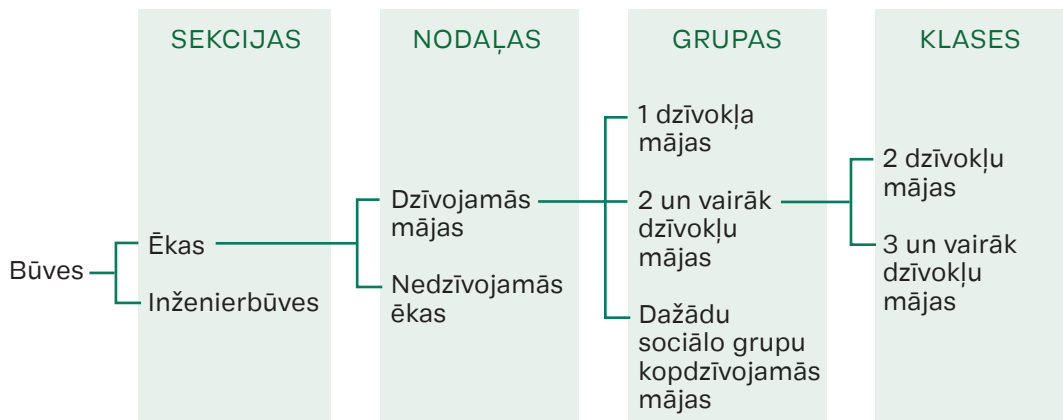 SEKCIJAS
NODAĻAS
GRUPAS
KLASES
Būves
Ēkas
Inženierbūves
Dzīvojamās
mājas
Nedzīvojamās
ēkas
1 dzīvokļa
mājas
2 un vairāk
dzīvokļu
mājas
Dažādu
sociālo grupu
kopdzīvojamās
mājas
2 dzīvokļu
mājas
3 un vairāk
dzīvokļu
mājas